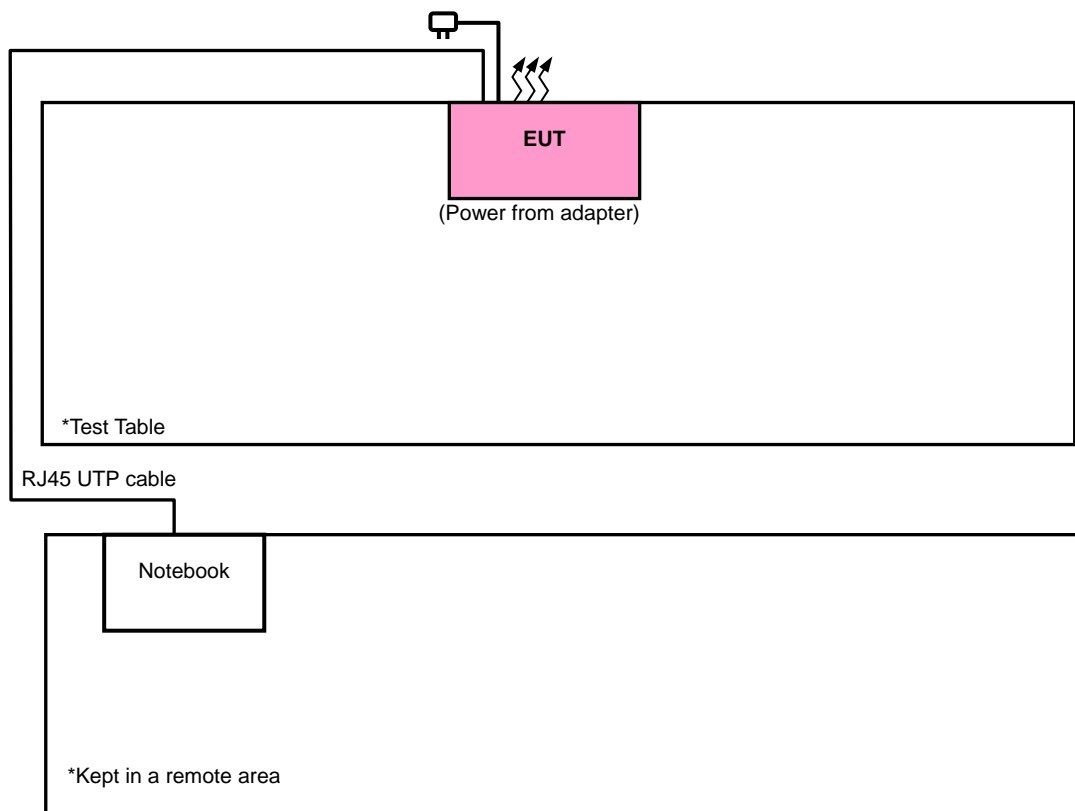 EUT
(Power from adapter)
*Test Table
RJ45 UTP cable
Notebook
*Kept in a remote area